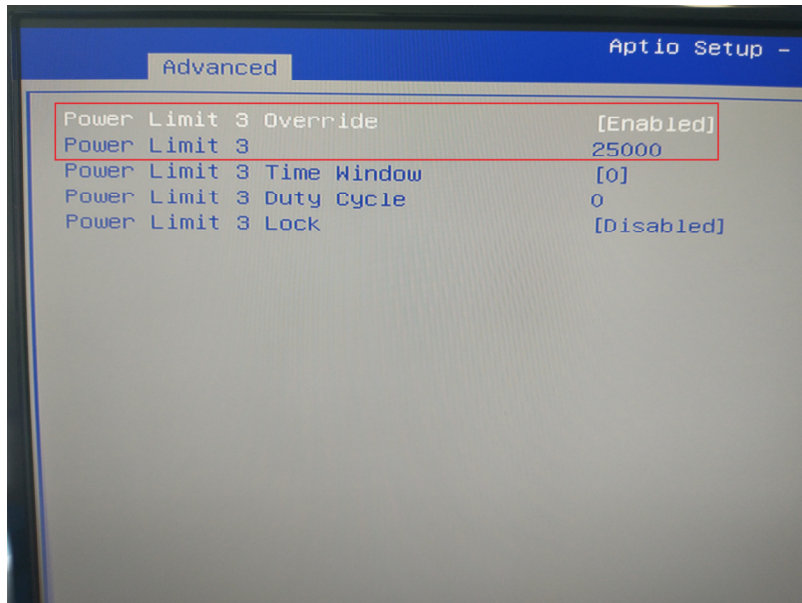 Aptio Setup -
Advanced
Power Limit 3 Override [Enabled]
Power Limit 3 25000
Power Limit 3 Time Window [0]
Power Limit 3 Duty Cycle 0
Power Limit 3 Lock [Disabled]